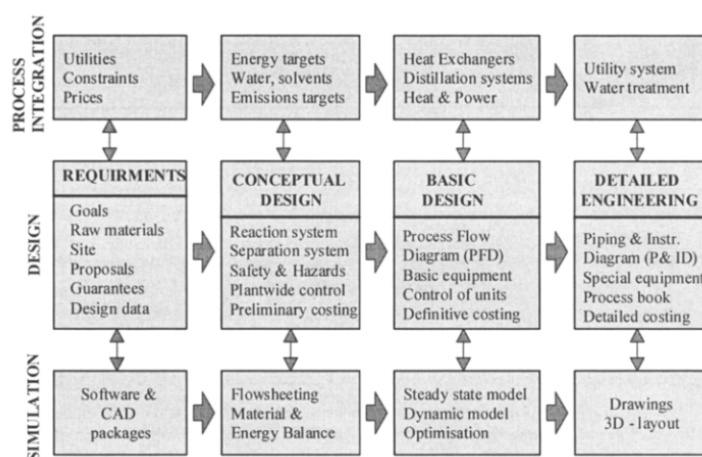 PROCESS
INTEGRATION
Utilities
Constraints
Prices
Energy targets
Water, solvents
Emissions targets
Heat Exchangers
Distillation systems
Heat & Power
Utility system
Water treatment
DESIGN
REQUIRMENTS
Goals
Raw materials
Site
Proposals
Guarantees
Design data
CONCEPTUAL
DESIGN
Reaction system
Separation system
Safety & Hazards
Plantwide control
Preliminary costing
BASIC
DESIGN
Process Flow
Diagram (PFD)
Basic equipment
Control of units
Definitive costing
DETAILED
ENGINEERING
Piping & Instr.
Diagram (P& ID)
Special equipment
Process book
Detailed costing
SIMULATION
Software &
CAD
packages
Flowsheeting
Material &
Energy Balance
Steady state model
Dynamic model
Optimisation
Drawings
3D - layout